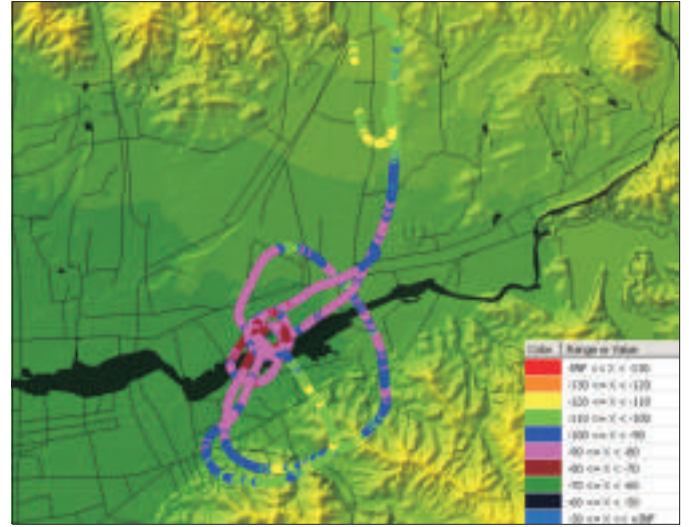 Color Range or Value
-INF <= X < -130
-130 <= X < -120
-120 <= X < -110
-110 <= X < -100
-100 <= X < -90
-90 <= X < -80
-80 <= X < -70
-70 <= X < -60
-60 <= X < -50
-50 <= X < +INF